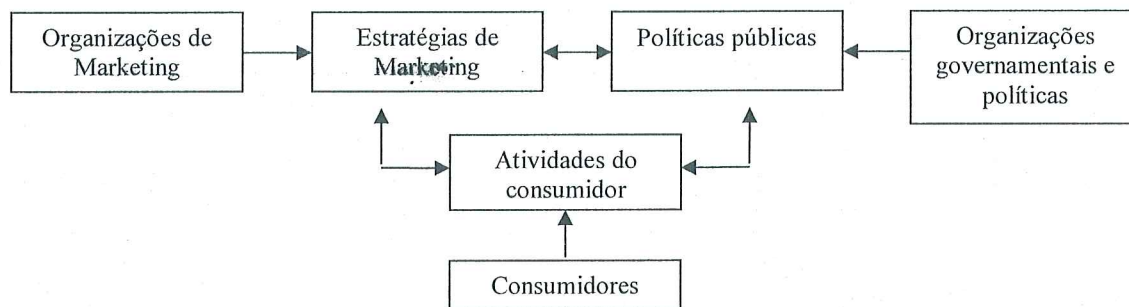 Organizações de
Marketing
Estratégias de
Marketing
Políticas públicas
Organizações
governamentais e
políticas
Atividades do
consumidor
Consumidores